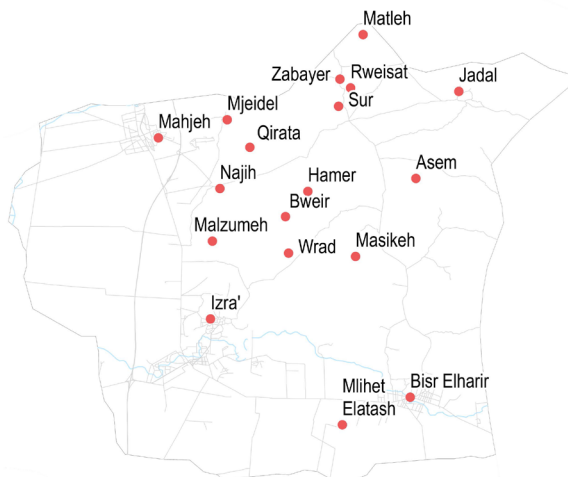 Matleh
Zabayer
Rweisat
Jadal
Sur
Mjeidel
Mahjeh
Qirata
Asem
Najih
Hamer
Bweir
Malzumeh
Wrad
Masikeh
Izra'
Mlihet
Elatash
Bisr Elharir